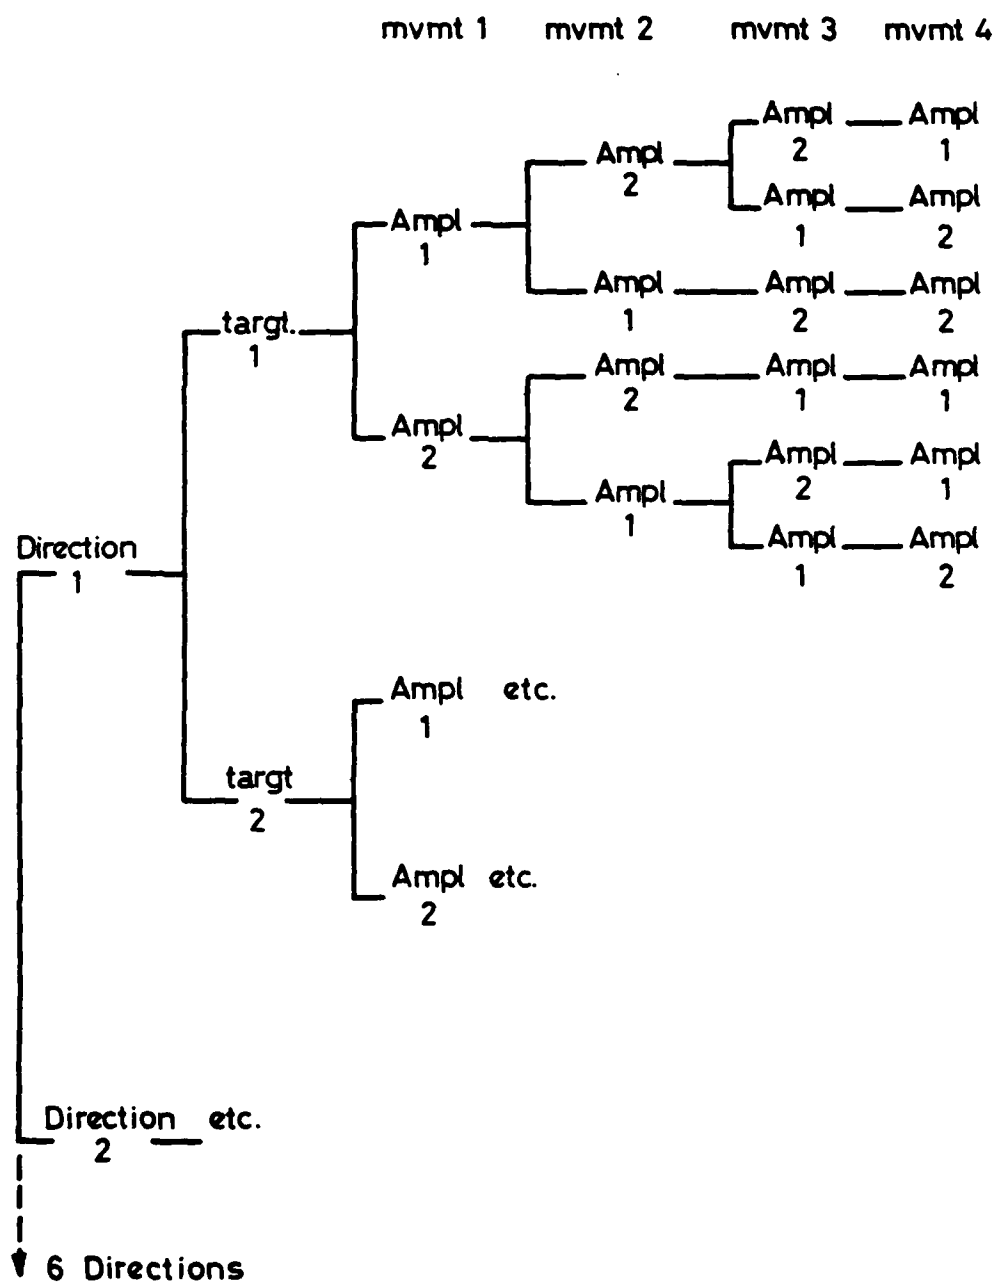 mvmt 1 mvmt 2 mvmt 3 mvmt 4
Ampl Ampl
2 1
Ampl
2
Ampl Ampl
1 2
Ampl
1
Ampl Ampl Ampl
1 2 2
targt.
1
Ampl Ampl Ampl
2 1 1
Ampl
2
Ampl Ampl
2 1
Ampl
1
Ampl Ampl
1 2
Direction
1
Ampl etc.
1
targt
2
Ampl etc.
2
Direction etc.
2
6 Directions